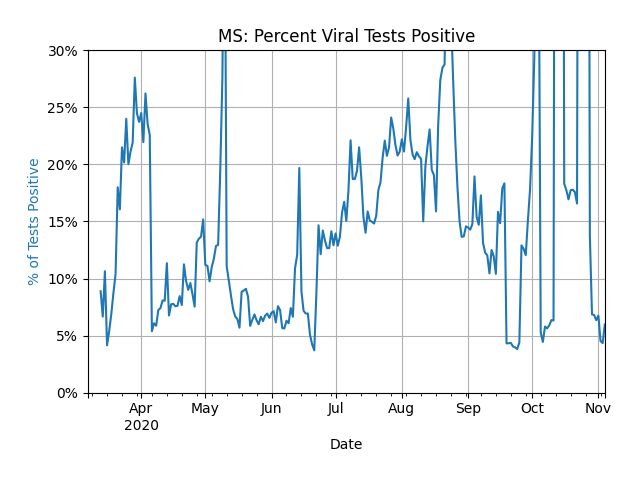 MS: Percent Viral Tests Positive
30%
25%
20%
15%
10%
5%
0%
% of Tests Positive
Apr
2020
May
Jun
Jul
Aug
Sep
Oct
Nov
Date